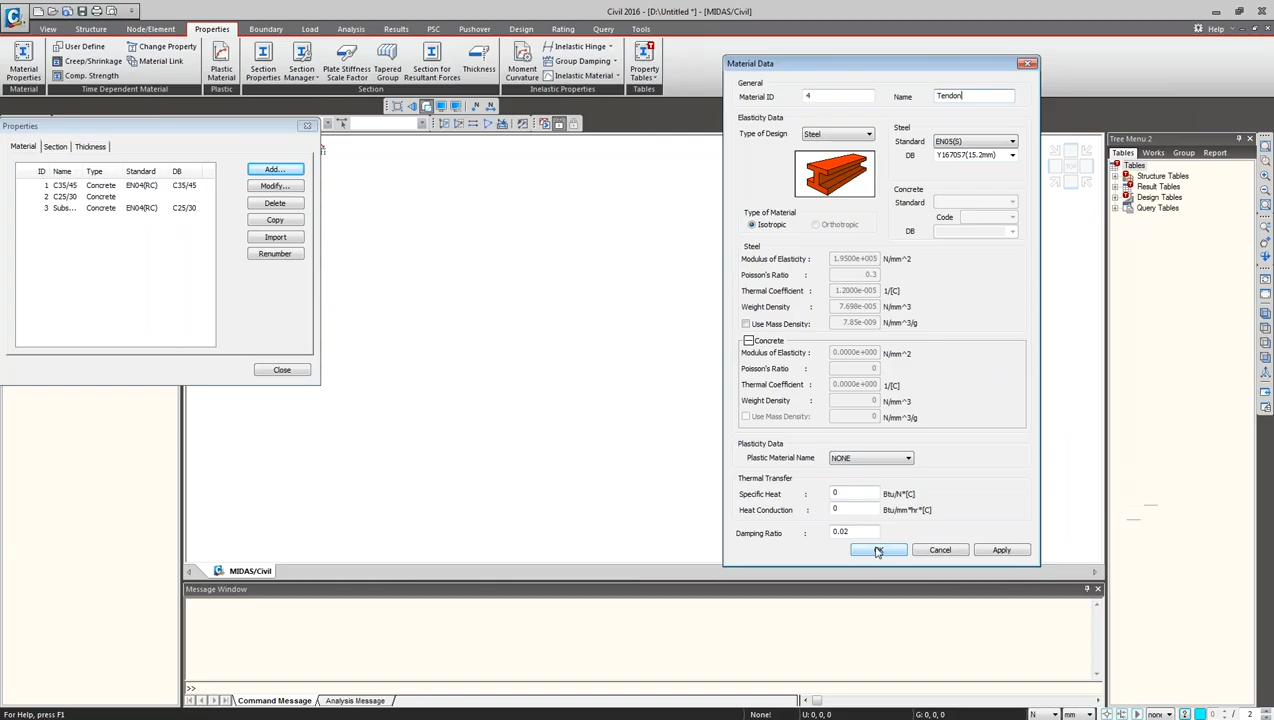 Civil 2016 - [D:\Untitled *] - [MIDAS/Civil]
View Structure Node/Element Properties Boundary Load Analysis Results PSC Pushover Design Rating Query Tools Help
Material Properties
User Define
Creep/Shrinkage
Comp. Strength
Change Property
Material Link
Time Dependent Material
Plastic Material
Plastic
Section Properties
Section Manager
Plate Stiffness Scale Factor
Tapered Group
Section for Resultant Forces
Thickness
Section
Moment Curvature
Inelastic Hinge
Group Damping
Inelastic Material
Inelastic Properties
Property Tables
Tables
Properties
Material Section Thickness
ID Name Type Standard DB
1 C35/45 Concrete EN04(RC) C35/45
2 C25/30 Concrete
3 Subs... Concrete EN04(RC) C25/30
Add...
Modify...
Delete
Copy
Import
Renumber
Close
Material Data
General
Material ID 4 Name Tendon
Elasticity Data
Type of Design Steel
Steel
Standard EN05(S)
DB Y1670S7(15.2mm)
Concrete
Standard
Code
DB
Type of Material
Isotropic Orthotropic
Steel
Modulus of Elasticity : 1.9500e+005 N/mm^2
Poisson's Ratio : 0.3
Thermal Coefficient : 1.2000e-005 1/[C]
Weight Density : 7.698e-005 N/mm^3
Use Mass Density: 7.85e-009 N/mm^3/g
Concrete
Modulus of Elasticity : 0.0000e+000 N/mm^2
Poisson's Ratio : 0
Thermal Coefficient : 0.0000e+000 1/[C]
Weight Density : 0 N/mm^3
Use Mass Density: 0 N/mm^3/g
Plasticity Data
Plastic Material Name NONE
Thermal Transfer
Specific Heat : 0 Btu/N*[C]
Heat Conduction : 0 Btu/mm*hr*[C]
Damping Ratio : 0.02
Cancel Apply
Tree Menu 2
Tables Works Group Report
Tables
Structure Tables
Result Tables
Design Tables
Query Tables
TOP
MIDAS/Civil
Message Window
>>
Command Message Analysis Message
For Help, press F1 None! U: 0, 0, 0 G: 0, 0, 0 N mm none 0 / 2